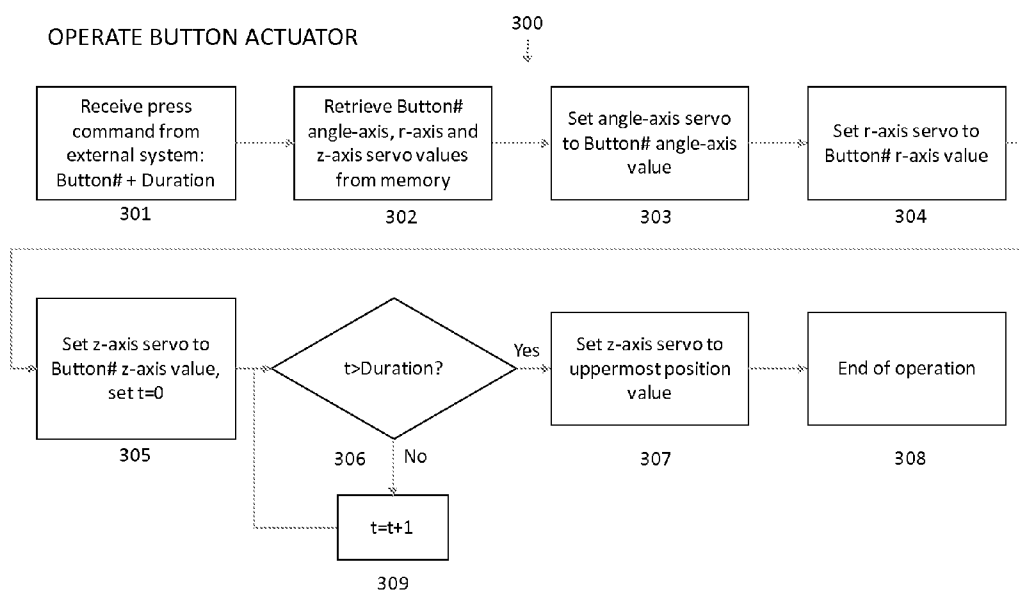 OPERATE BUTTON ACTUATOR
300
Receive press
command from
external system:
Button# + Duration
301
Retrieve Button#
angle-axis, r-axis and
z-axis servo values
from memory
302
Set angle-axis servo
to Button# angle-axis
value
303
Set r-axis servo to
Button# r-axis value
304
Set z-axis servo to
Button# z-axis value,
set t=0
305
t>Duration?
306
Yes
No
Set z-axis servo to
uppermost position
value
307
End of operation
308
t=t+1
309